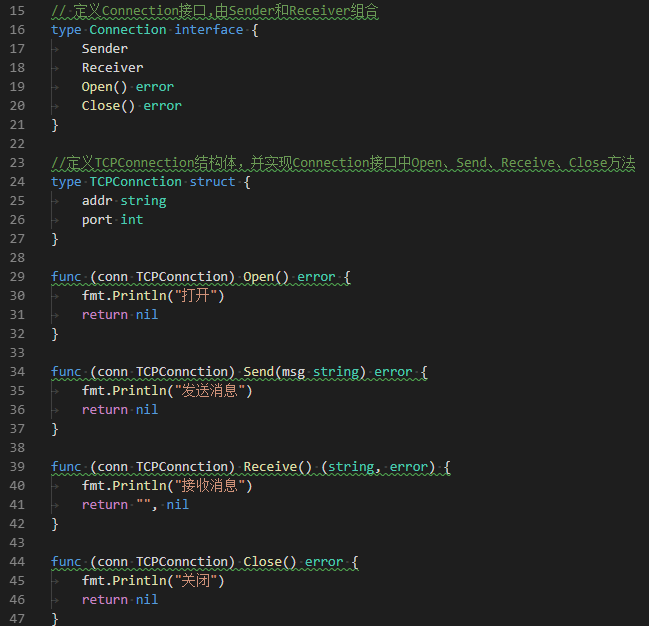 15 // 定义Connection接口,由Sender和Receiver组合
16 type Connection interface {
17 Sender
18 Receiver
19 Open() error
20 Close() error
21 }
22
23 //定义TCPConnection结构体, 并实现Connection接口中Open、Send、Receive、Close方法
24 type TCPConnction struct {
25 addr string
26 port int
27 }
28
29 func (conn TCPConnction) Open() error {
30 fmt.Println("打开")
31 return nil
32 }
33
34 func (conn TCPConnction) Send(msg string) error {
35 fmt.Println("发送消息")
36 return nil
37 }
38
39 func (conn TCPConnction) Receive() (string, error) {
40 fmt.Println("接收消息")
41 return "", nil
42 }
43
44 func (conn TCPConnction) Close() error {
45 fmt.Println("关闭")
46 return nil
47 }